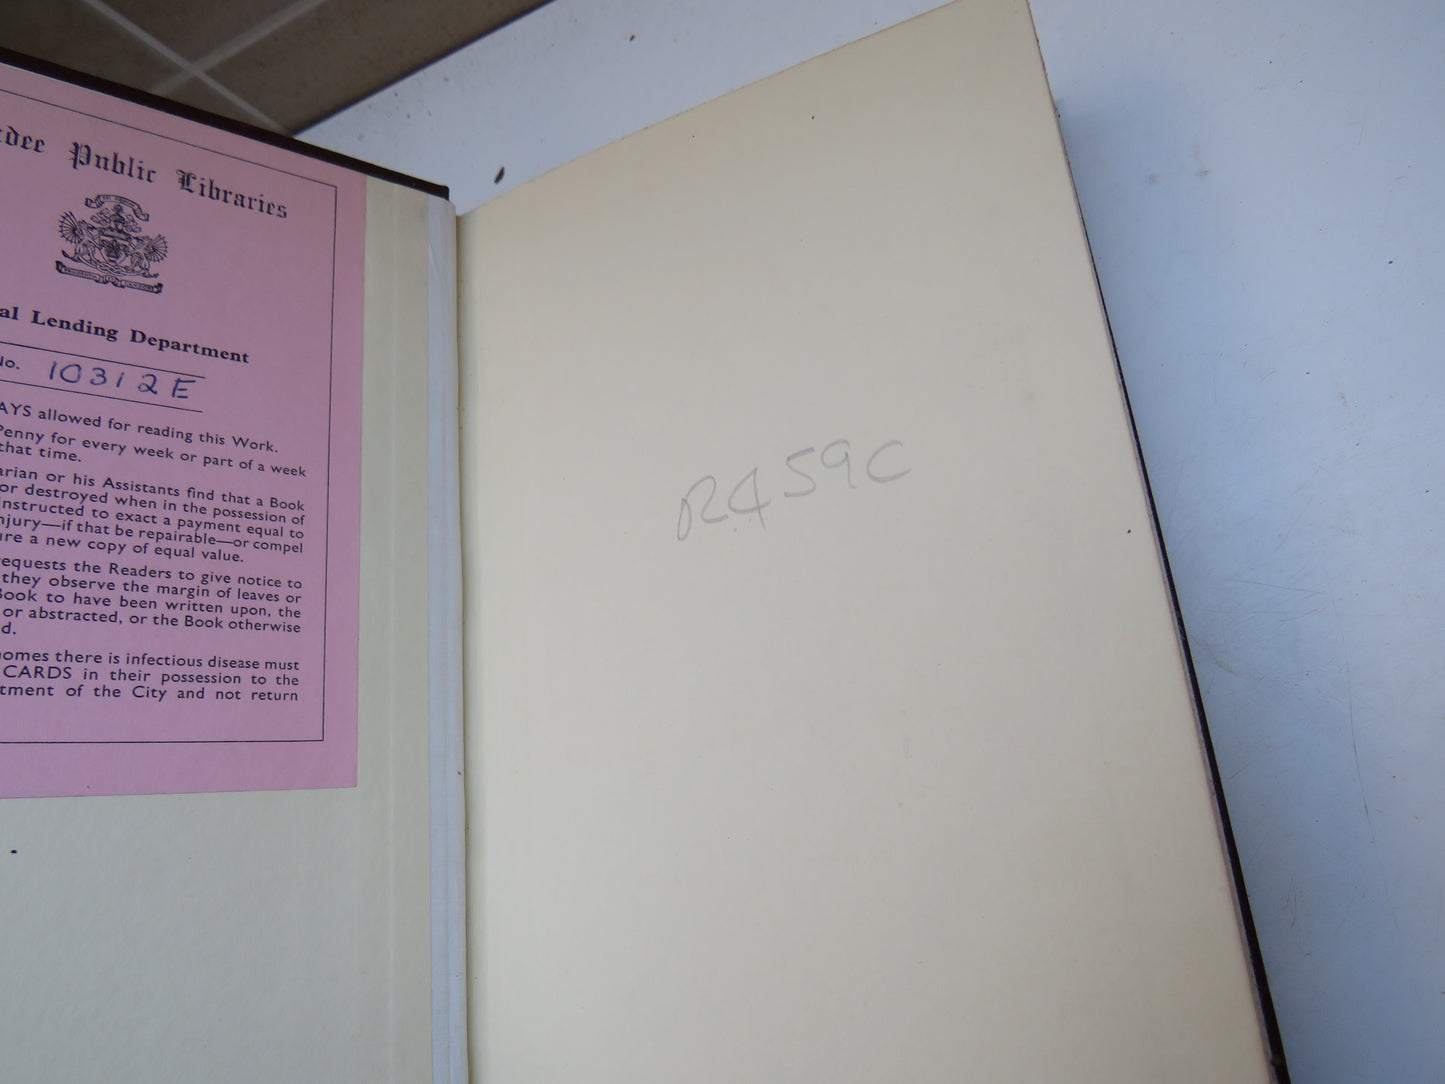 dee Public Libraries
al Lending Department
No. 10312E
AYS allowed for reading this Work.
Penny for every week or part of a week
that time.
arian or his Assistants find that a Book
or destroyed when in the possession of
nstructed to exact a payment equal to
njury—if that be repairable—or compel
ure a new copy of equal value.
equests the Readers to give notice to
they observe the margin of leaves or
Book to have been written upon, the
or abstracted, or the Book otherwise
d.
omes there is infectious disease must
CARDS in their possession to the
tment of the City and not return
R459C